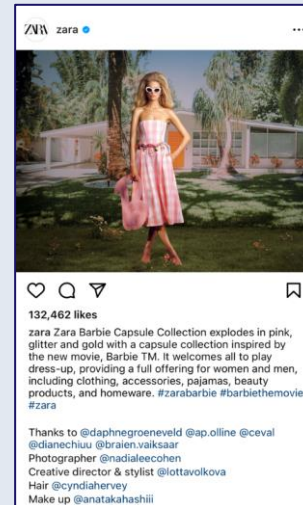 ZARA zara
132,462 likes
zara Zara Barbie Capsule Collection explodes in pink,
glitter and gold with a capsule collection inspired by
the new movie, Barbie TM. It welcomes all to play
dress-up, providing a full offering for women and men,
including clothing, accessories, pajamas, beauty
products, and homeware. #zarabarbie #barbiethemovie
#zara
Thanks to @daphnegroeneveld @ap.olline @ceval
@dianechiuu @braien.vaiksaar
Photographer @nadialeecohen
Creative director & stylist @lottavolkova
Hair @cyndiahervey
Make up @anatakahashiii